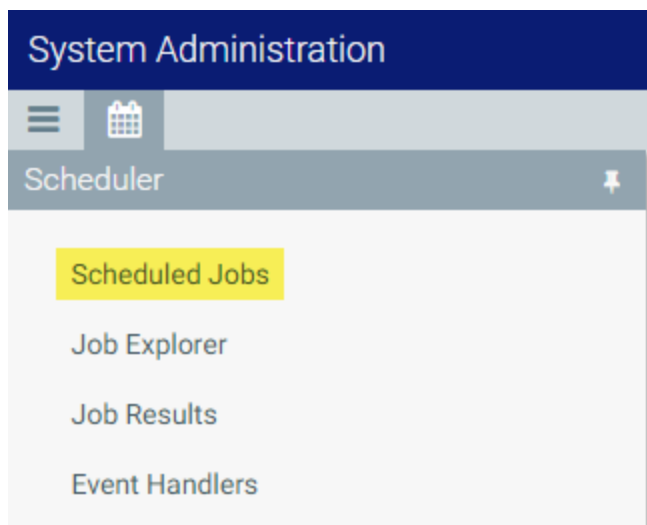 System Administration
Scheduler
Scheduled Jobs
Job Explorer
Job Results
Event Handlers